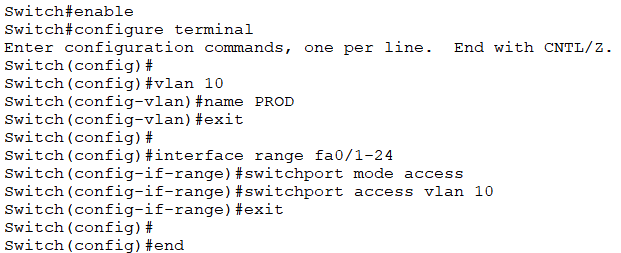 Switch#enable
Switch#configure terminal
Enter configuration commands, one per line.  End with CNTL/Z.
Switch(config)#
Switch(config)#vlan 10
Switch(config-vlan)#name PROD
Switch(config-vlan)#exit
Switch(config)#
Switch(config)#interface range fa0/1-24
Switch(config-if-range)#switchport mode access
Switch(config-if-range)#switchport access vlan 10
Switch(config-if-range)#exit
Switch(config)#
Switch(config)#end